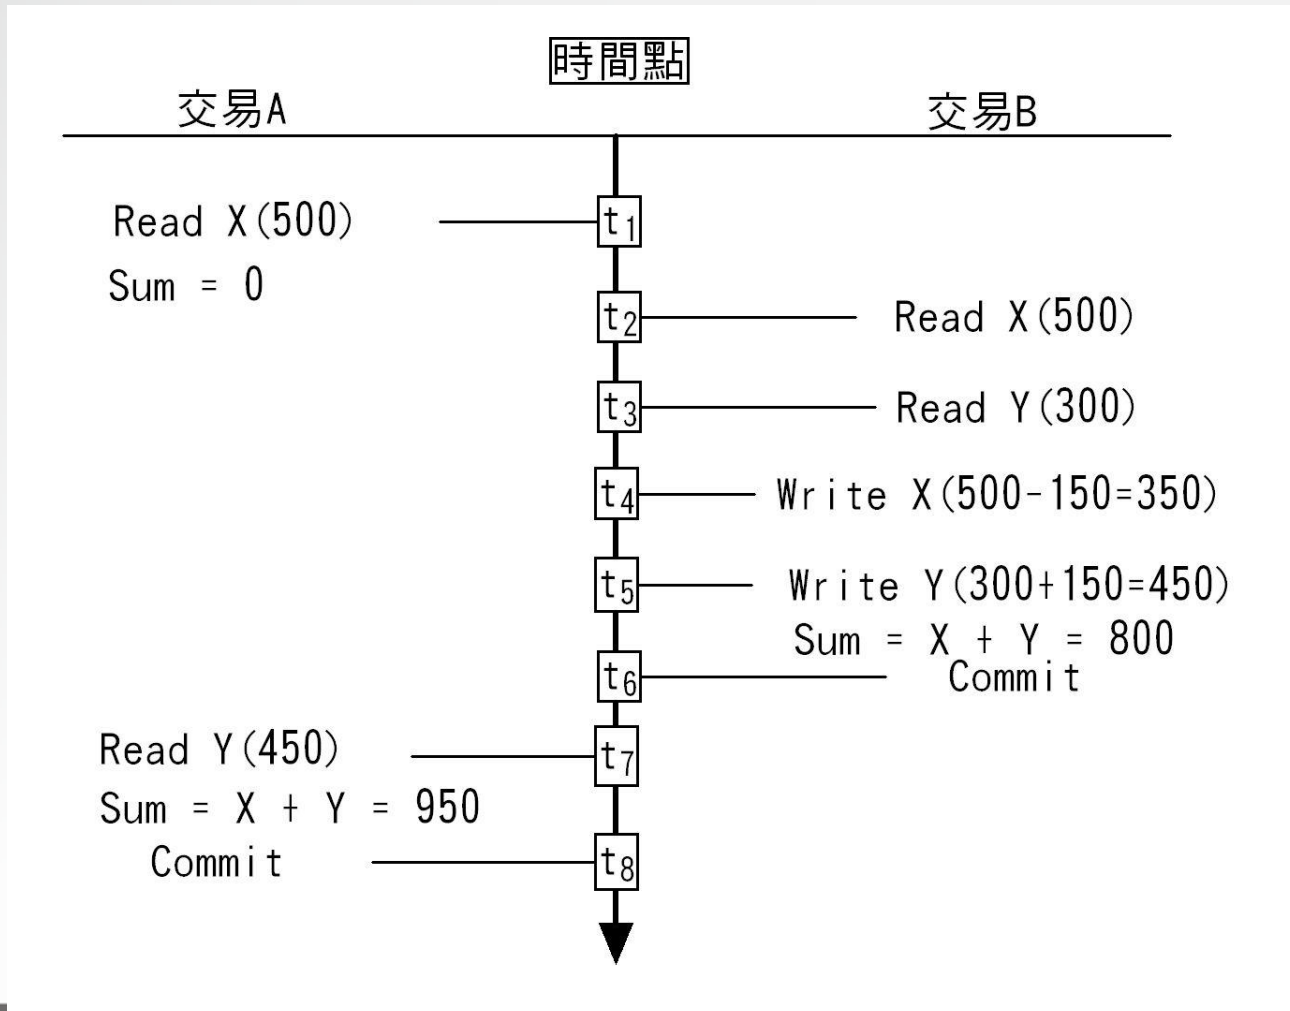 時間點
交易A
交易B
Read X(500)
t1
Sum = 0
t2
Read X(500)
t3
Read Y(300)
t4
Write X(500-150=350)
t5
Write Y(300+150=450)
Sum = X + Y = 800
t6
Commit
Read Y(450)
t7
Sum = X + Y = 950
Commit
t8